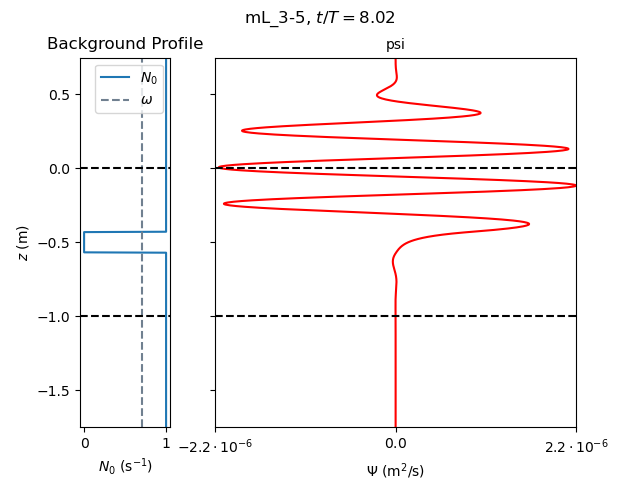 mL_3-5, t/T = 8.02
Background Profile
psi
N₀
ω
0.5
0.0
−0.5
−1.0
−1.5
z (m)
0 1
−2.2 · 10⁻⁶ 0.0 2.2 · 10⁻⁶
N₀ (s⁻¹)
Ψ (m²/s)